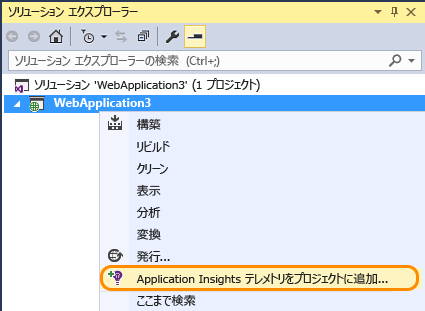 ソリューション エクスプローラー
ソリューション エクスプローラーの検索 (Ctrl+;)
ソリューション 'WebApplication3' (1 プロジェクト)
WebApplication3
構築
リビルド
クリーン
表示
分析
変換
発行...
Application Insights テレメトリをプロジェクトに追加...
ここまで検索